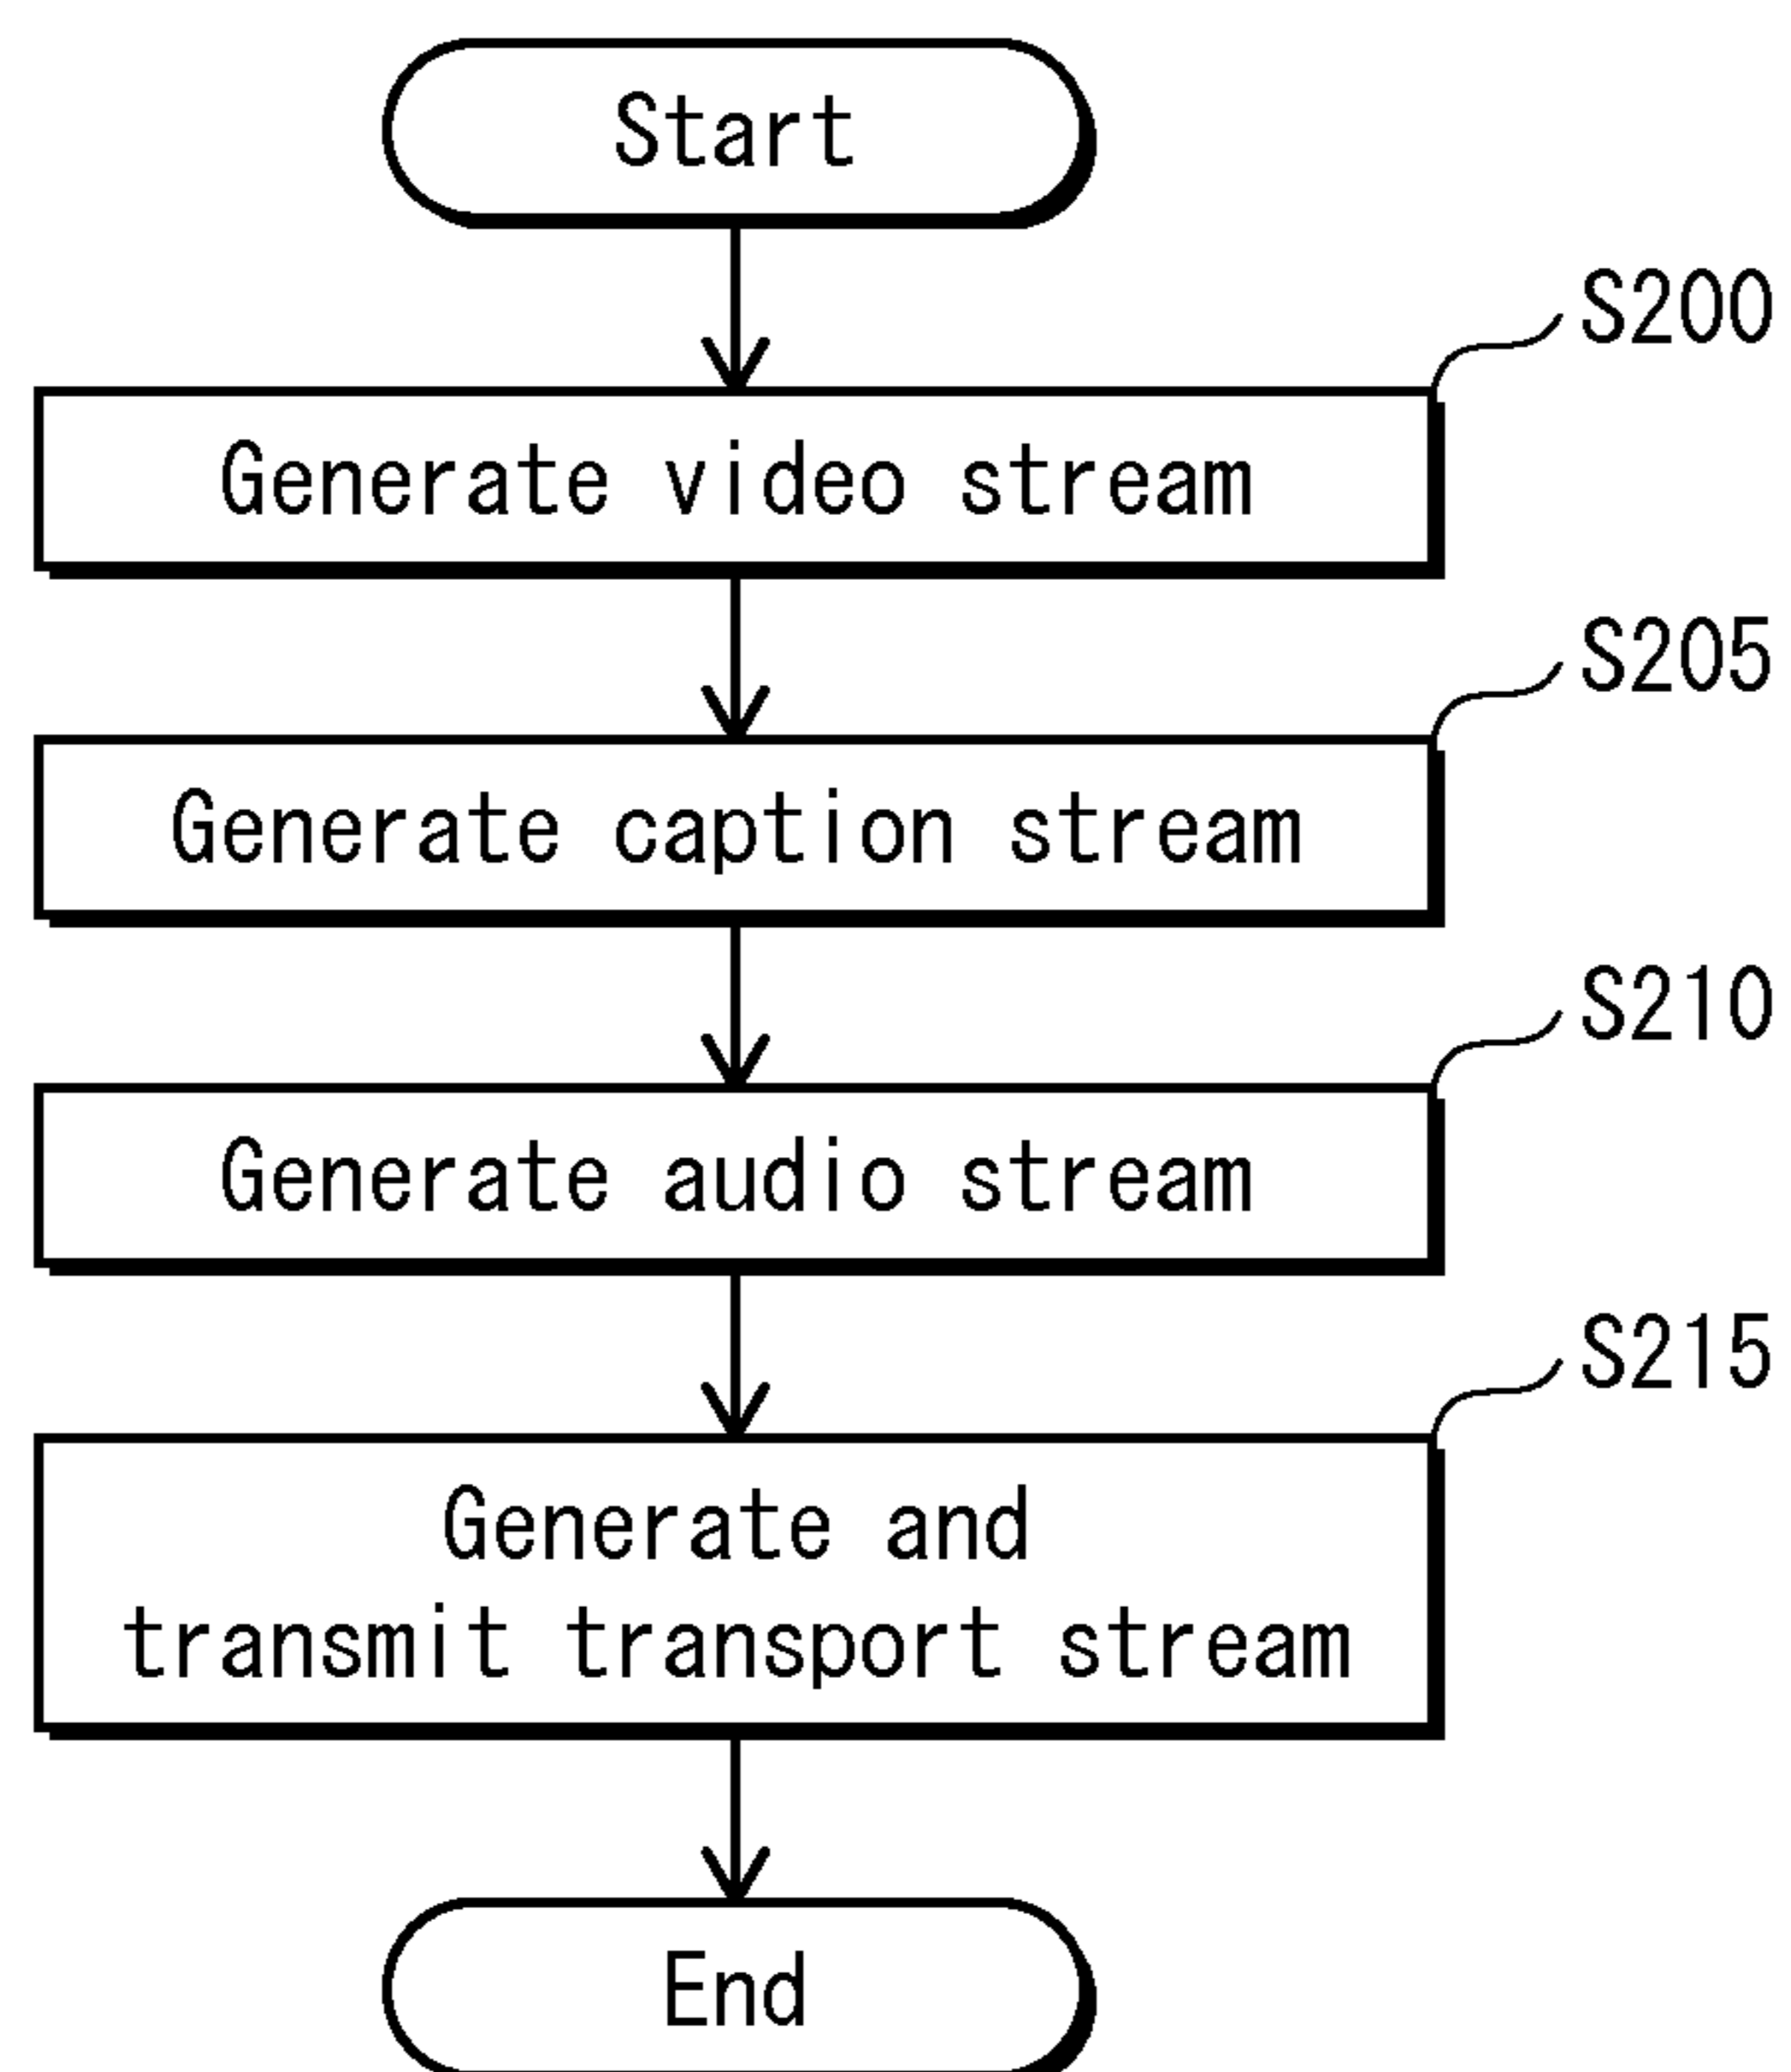 Start
S200
Generate video stream
S205
Generate caption stream
S210
Generate audio stream
S215
Generate and
transmit transport stream
End